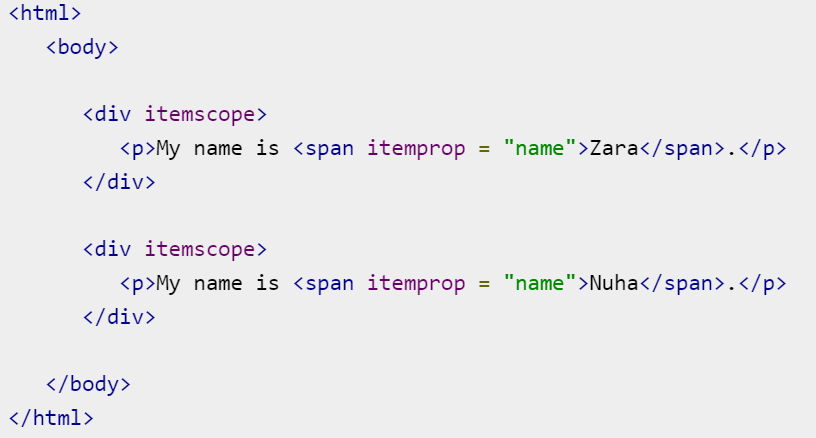 <html>
<body>
<div itemscope>
<p>My name is <span itemprop = "name">Zara</span>.</p>
</div>
<div itemscope>
<p>My name is <span itemprop = "name">Nuha</span>.</p>
</div>
</body>
</html>